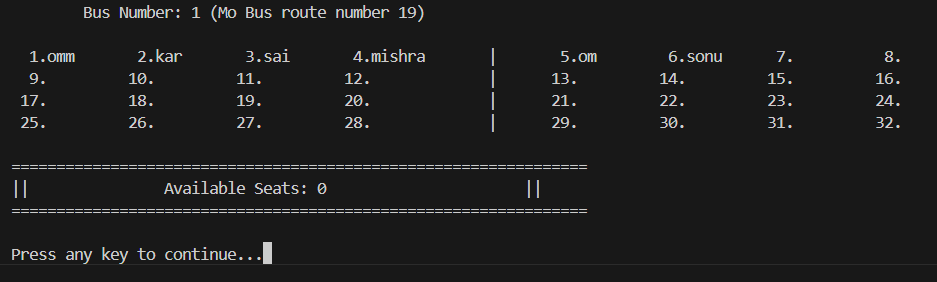 Bus Number: 1 (Mo Bus route number 19)
1.omm 2.kar 3.sai 4.mishra | 5.om 6.sonu 7. 8.
9. 10. 11. 12. | 13. 14. 15. 16.
17. 18. 19. 20. | 21. 22. 23. 24.
25. 26. 27. 28. | 29. 30. 31. 32.
================================================================
|| Available Seats: 0 ||
================================================================
Press any key to continue...